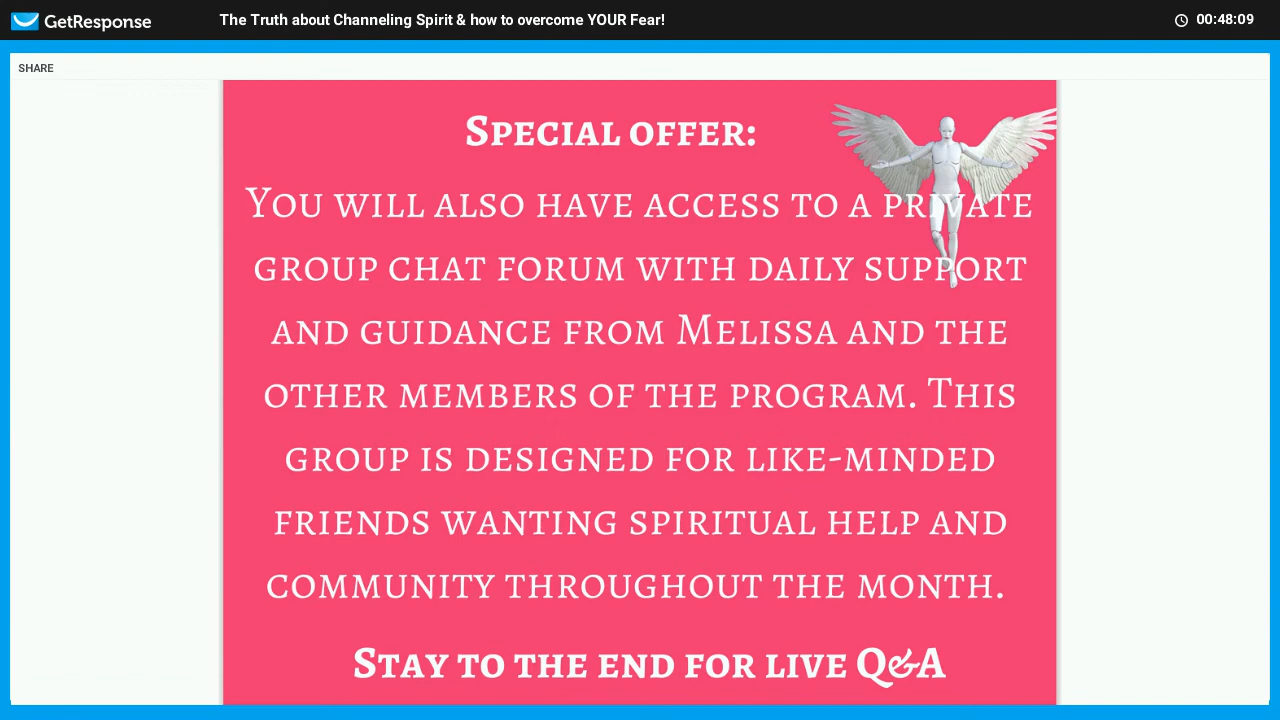 GetResponse
The Truth about Channeling Spirit & how to overcome YOUR Fear!
00:48:09
SHARE
Special offer:
You will also have access to a private
group chat forum with daily support
and guidance from Melissa and the
other members of the program. This
group is designed for like-minded
friends wanting spiritual help and
community throughout the month.
Stay to the end for live Q&A